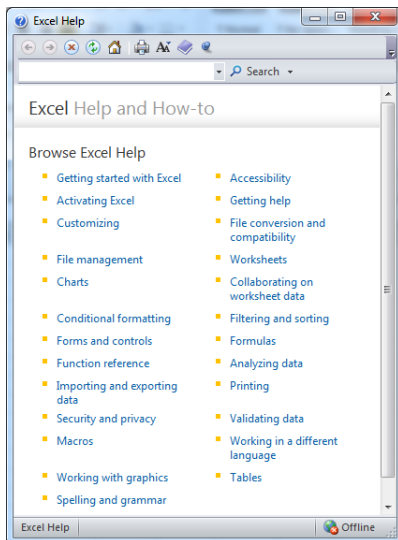 Excel Help
Search
Excel Help and How-to
Browse Excel Help
Getting started with Excel
Accessibility
Activating Excel
Getting help
Customizing
File conversion and
compatibility
File management
Worksheets
Charts
Collaborating on
worksheet data
Conditional formatting
Filtering and sorting
Forms and controls
Formulas
Function reference
Analyzing data
Importing and exporting
data
Printing
Security and privacy
Validating data
Macros
Working in a different
language
Working with graphics
Tables
Spelling and grammar
Excel Help
Offline